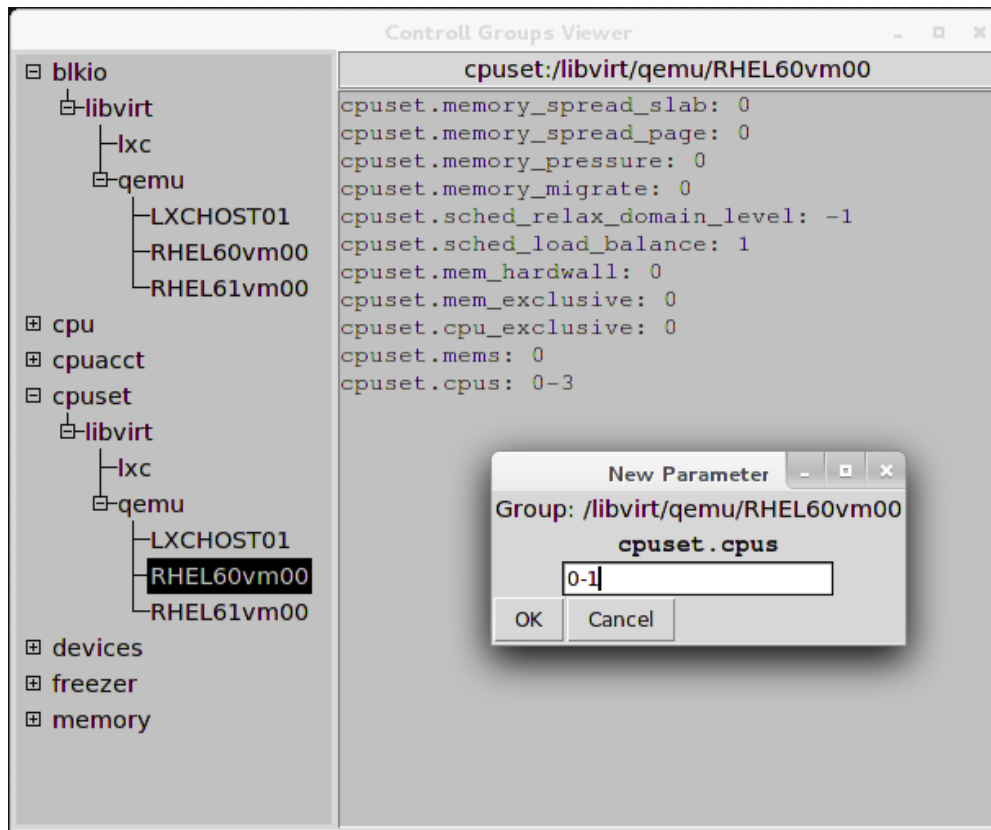 Controll Groups Viewer
blkio
libvirt
lxc
qemu
LXCHOST01
RHEL60vm00
RHEL61vm00
cpu
cpuacct
cpuset
libvirt
lxc
qemu
LXCHOST01
RHEL60vm00
RHEL61vm00
devices
freezer
memory
cpuset:/libvirt/qemu/RHEL60vm00
cpuset.memory_spread_slab: 0
cpuset.memory_spread_page: 0
cpuset.memory_pressure: 0
cpuset.memory_migrate: 0
cpuset.sched_relax_domain_level: -1
cpuset.sched_load_balance: 1
cpuset.mem_hardwall: 0
cpuset.mem_exclusive: 0
cpuset.cpu_exclusive: 0
cpuset.mems: 0
cpuset.cpus: 0-3
New Parameter
Group: /libvirt/qemu/RHEL60vm00
cpuset.cpus
0-1
OK Cancel